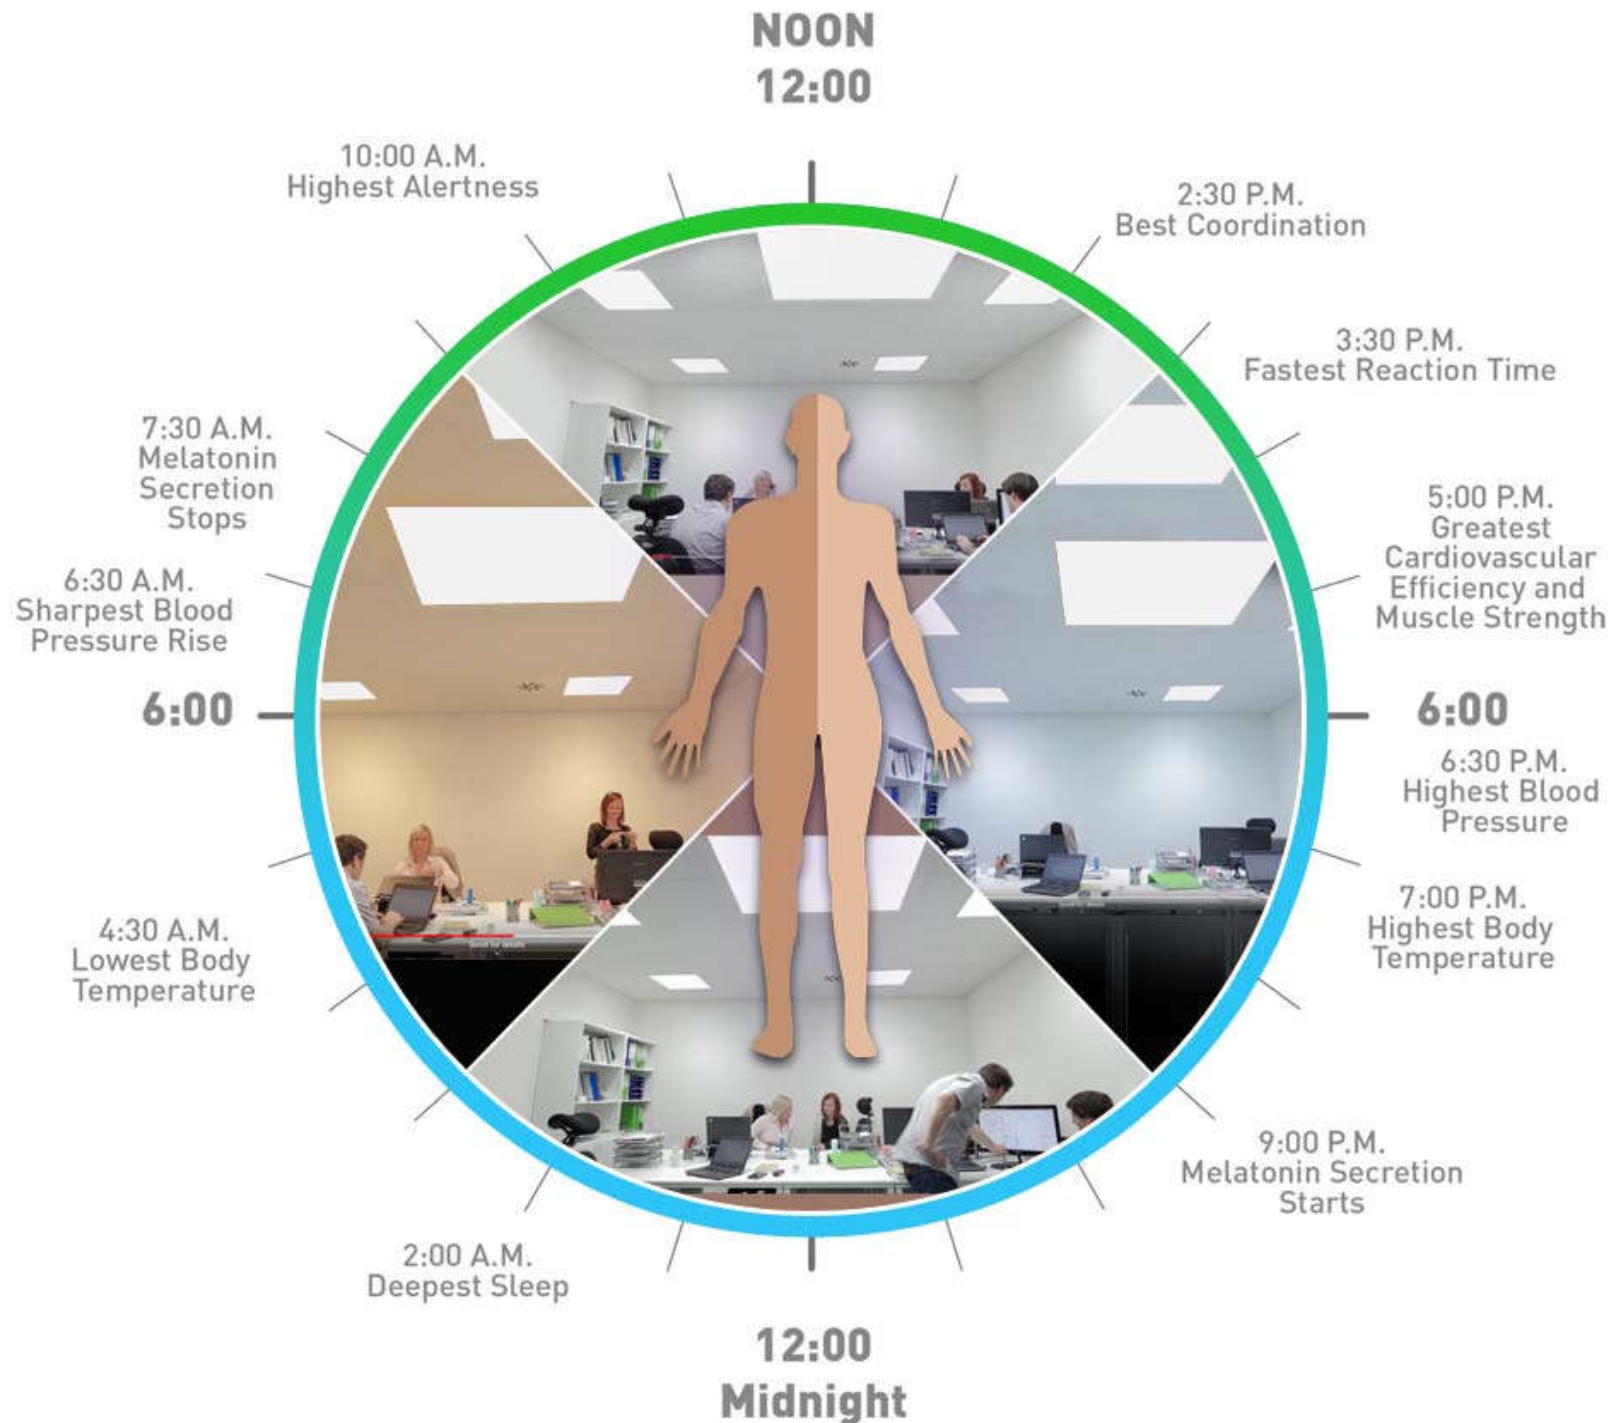 NOON
12:00
10:00 A.M.
Highest Alertness
2:30 P.M.
Best Coordination
3:30 P.M.
Fastest Reaction Time
7:30 A.M.
Melatonin
Secretion
Stops
5:00 P.M.
Greatest
Cardiovascular
Efficiency and
Muscle Strength
6:30 A.M.
Sharpest Blood
Pressure Rise
6:00
6:00
6:30 P.M.
Highest Blood
Pressure
7:00 P.M.
Highest Body
Temperature
4:30 A.M.
Lowest Body
Temperature
Scroll for details
9:00 P.M.
Melatonin Secretion
Starts
2:00 A.M.
Deepest Sleep
12:00
Midnight